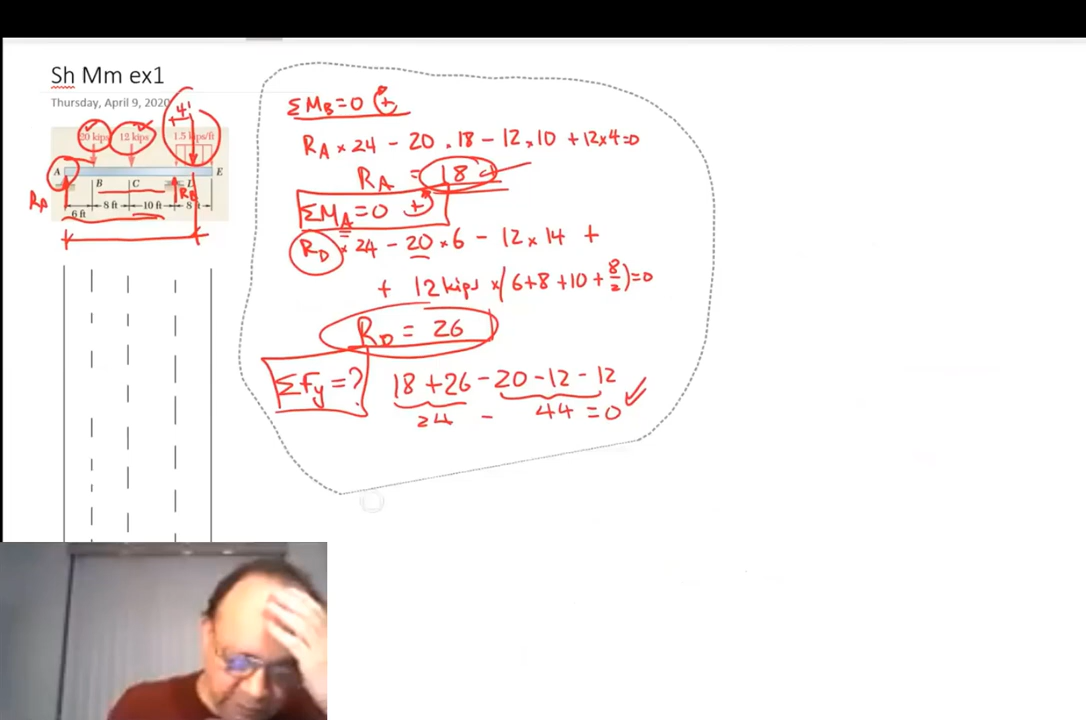 Sh Mm ex1
Thursday, April 9, 2020
4'
20 kips 12 kips 1.5 kips/ft
A E
B C D
R_A
6 ft 8 ft 10 ft 8
ΣM_B=0 +
R_A × 24 - 20 . 18 - 12 × 10 + 12×4=0
R_A = 18
ΣM_A=0 +
R_D × 24 - 20 × 6 - 12 × 14 +
+ 12 kips × (6+8+10+8/2)=0
R_D = 26
ΣFy=? 18 + 26 - 20 - 12 - 12
24 - 44 = 0 ✓